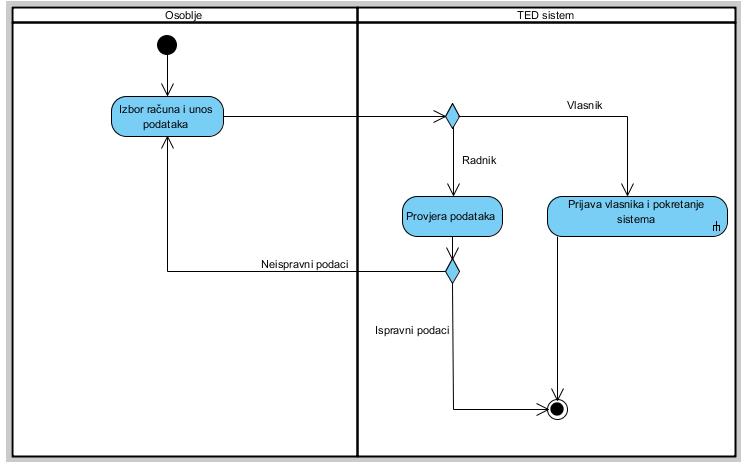 Osoblje
TED sistem
Izbor računa i unos
podataka
Vlasnik
Radnik
Provjera podataka
Prijava vlasnika i pokretanje
sistema
Neispravni podaci
Ispravni podaci